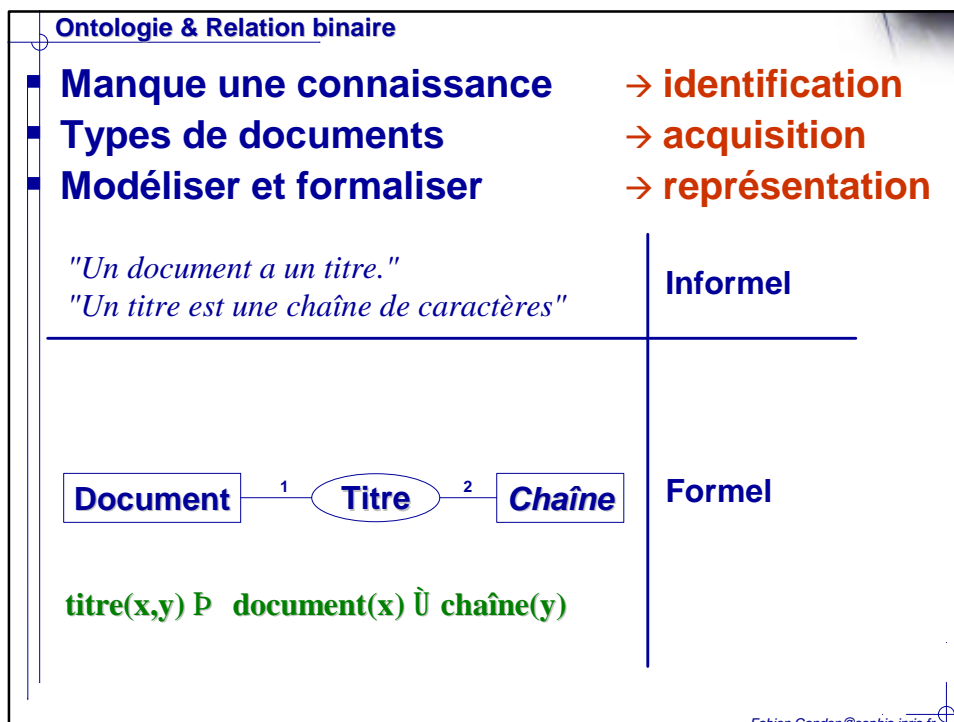 Ontologie & Relation binaire
Manque une connaissance → identification
Types de documents → acquisition
Modéliser et formaliser → représentation
"Un document a un titre."
"Un titre est une chaîne de caractères"
Informel
Document 1 Titre 2 Chaîne
Formel
titre(x,y) Þ document(x) Ù chaîne(y)